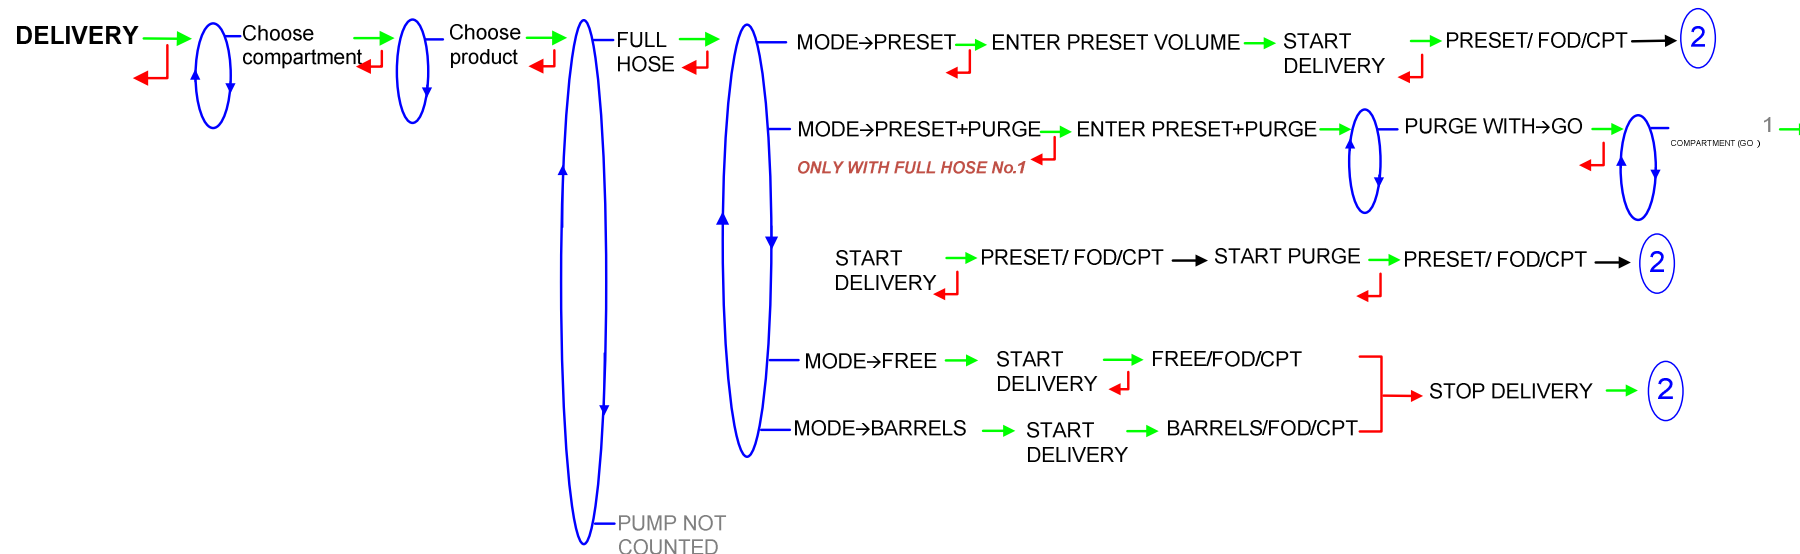 DELIVERY
Choose
compartment
Choose
product
FULL
HOSE
MODE→PRESET
ENTER PRESET VOLUME
START
DELIVERY
PRESET/ FOD/CPT
2
MODE→PRESET+PURGE
ONLY WITH FULL HOSE No.1
ENTER PRESET+PURGE
PURGE WITH→GO
COMPARTMENT (GO )
1
START
DELIVERY
PRESET/ FOD/CPT
START PURGE
PRESET/ FOD/CPT
2
MODE→FREE
START
DELIVERY
FREE/FOD/CPT
STOP DELIVERY
2
MODE→BARRELS
START
DELIVERY
BARRELS/FOD/CPT
PUMP NOT
COUNTED